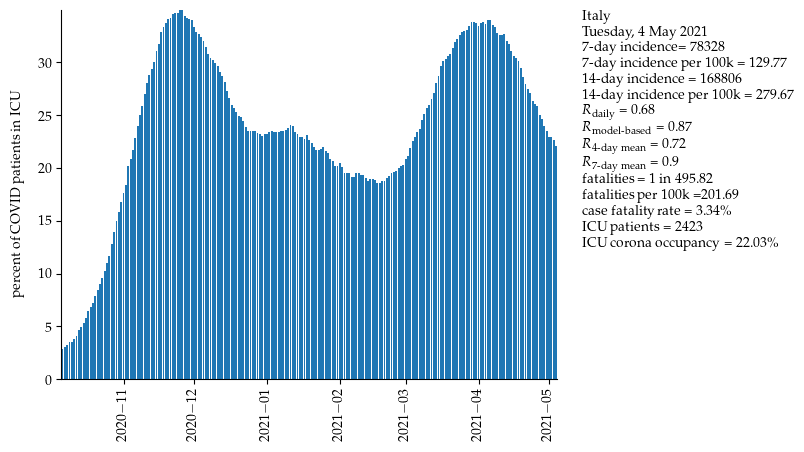 percent of COVID patients in ICU
30
25
20
15
10
5
0
2020−11
2020−12
2021−01
2021−02
2021−03
2021−04
2021−05
Italy
Tuesday, 4 May 2021
7-day incidence= 78328
7-day incidence per 100k = 129.77
14-day incidence = 168806
14-day incidence per 100k = 279.67
R daily = 0.68
R model-based = 0.87
R 4-day mean = 0.72
R 7-day mean = 0.9
fatalities = 1 in 495.82
fatalities per 100k =201.69
case fatality rate = 3.34%
ICU patients = 2423
ICU corona occupancy = 22.03%